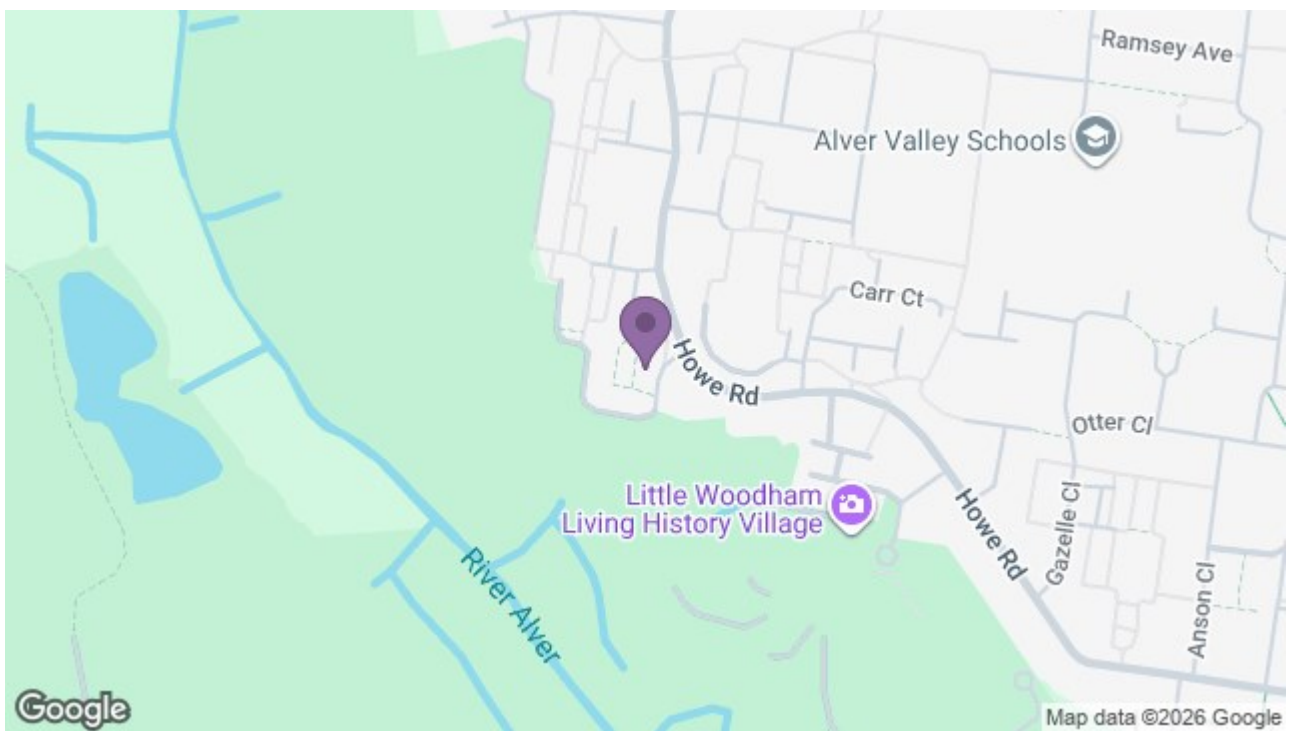 Ramsey Ave
Alver Valley Schools
Carr Ct
Howe Rd
Otter Cl
Little Woodham
Living History Village
Howe Rd
Gazelle Cl
Anson Cl
River Alver
Google
Map data ©2026 Google